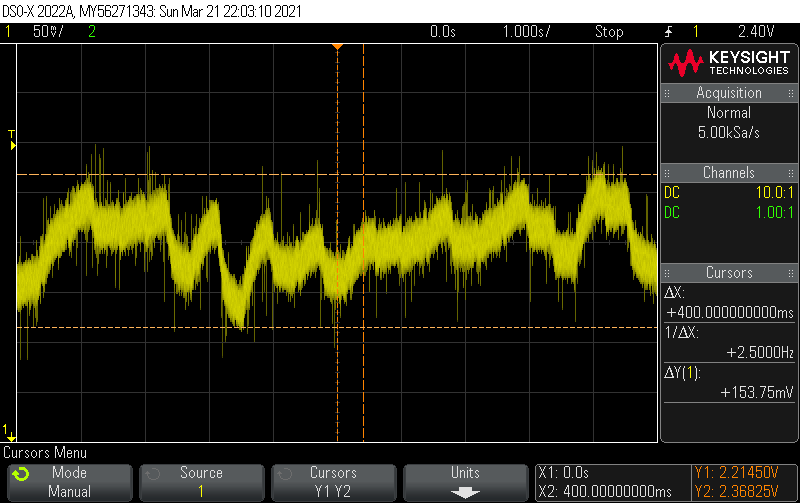 DSO-X 2022A, MY56271343: Sun Mar 21 22:03:10 2021
1 50%/ 2 0.0s 1.000s/ Stop 1 2.40V
KEYSIGHT
TECHNOLOGIES
Acquisition
Normal
5.00kSa/s
Channels
DC 10.0:1
DC 1.00:1
Cursors
ΔX:
+400.000000000ms
1/ΔX:
+2.5000Hz
ΔY(1):
+153.75mV
T
1
Cursors Menu
Mode
Manual
Source
1
Cursors
Y1 Y2
Units
X1: 0.0s
X2: 400.00000000ms
Y1: 2.21450V
Y2: 2.36825V